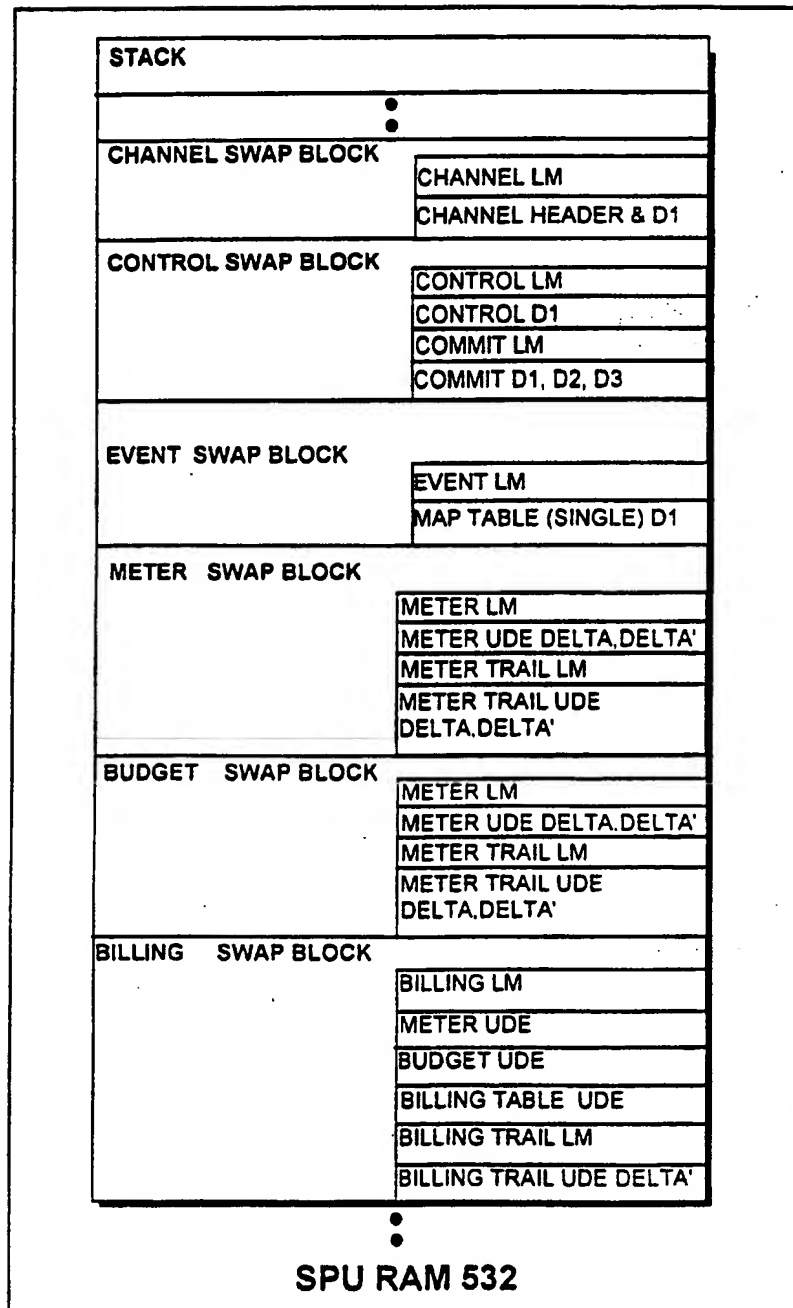 STACK
CHANNEL SWAP BLOCK
CHANNEL LM
CHANNEL HEADER & D1
CONTROL SWAP BLOCK
CONTROL LM
CONTROL D1
COMMIT LM
COMMIT D1, D2, D3
EVENT SWAP BLOCK
EVENT LM
MAP TABLE (SINGLE) D1
METER SWAP BLOCK
METER LM
METER UDE DELTA,DELTA'
METER TRAIL LM
METER TRAIL UDE
DELTA,DELTA'
BUDGET SWAP BLOCK
METER LM
METER UDE DELTA.DELTA'
METER TRAIL LM
METER TRAIL UDE
DELTA,DELTA'
BILLING SWAP BLOCK
BILLING LM
METER UDE
BUDGET UDE
BILLING TABLE UDE
BILLING TRAIL LM
BILLING TRAIL UDE DELTA'
SPU RAM 532